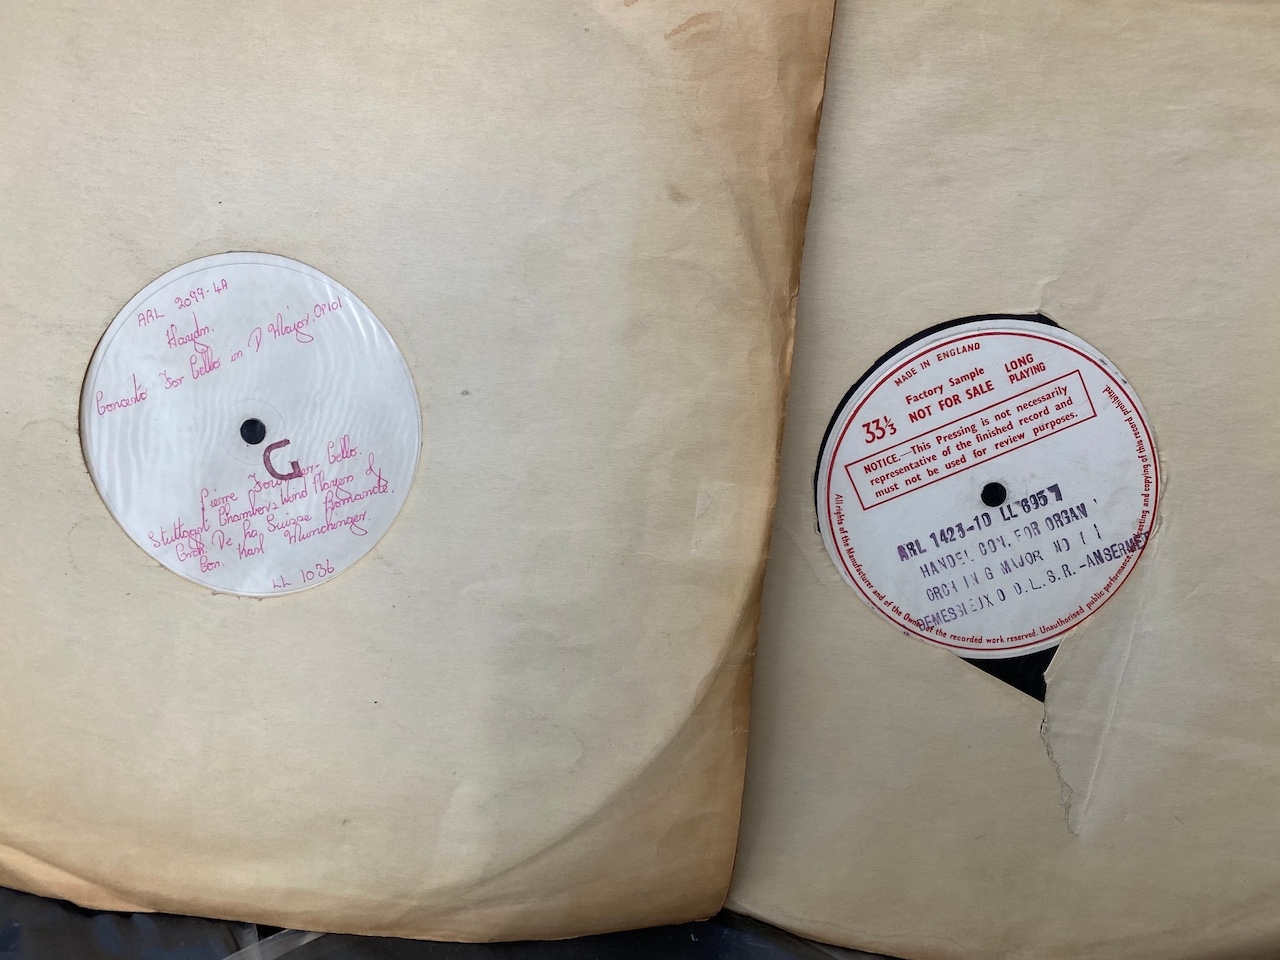 ARL 2099-4A
Haydn.
Concerto For Cello in D Major. OP101
G
Pierre Fournier - Cello.
Stuttgart Chamber & Wind Players of
Orch. De La Suisse Romande.
Con. Karl Munchinger.
LL 1036
MADE IN ENGLAND
Factory Sample LONG
33⅓ NOT FOR SALE PLAYING
NOTICE.—This Pressing is not necessarily
representative of the finished record and
must not be used for review purposes.
ARL 1423-1D LL 695
HANDEL CON. FOR ORGAN
ORCH IN G NO 1
DEMESSIEUX O D.L.S.R.-ANSERMET
All rights of the Manufacturer and of the Owner of the recorded work reserved. Unauthorised public performance, broadcasting and copying of this record prohibited.